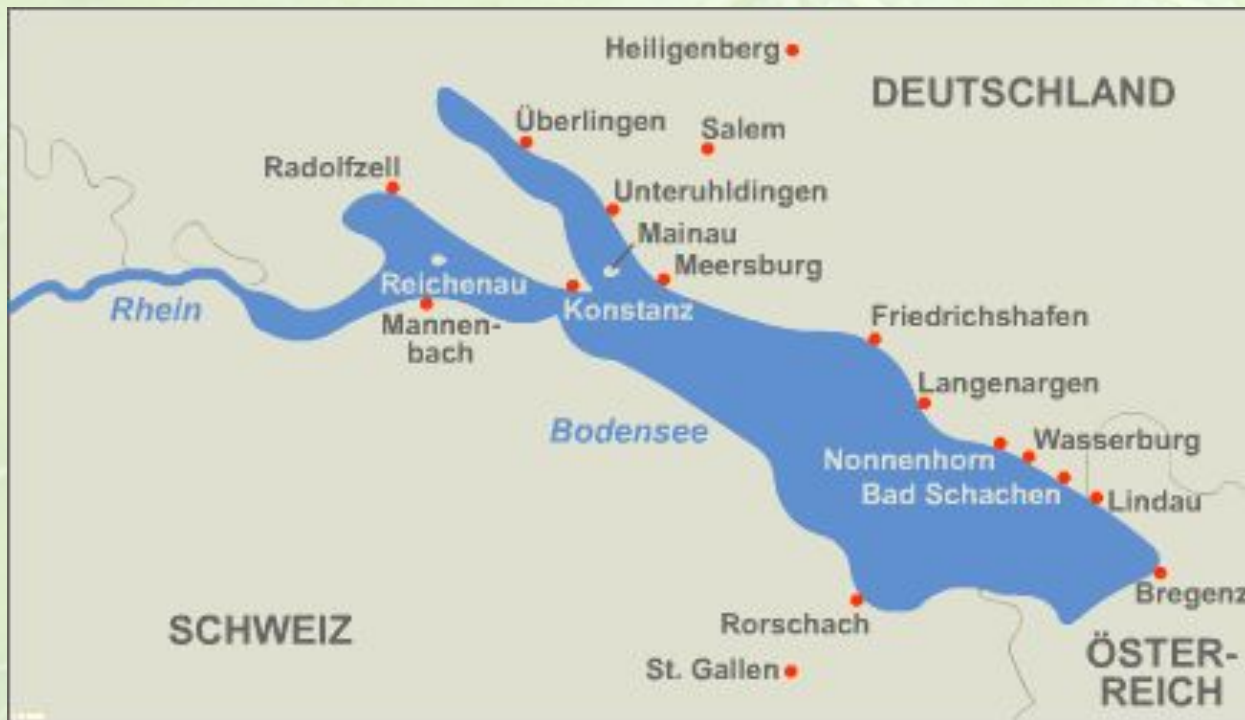 Heiligenberg
DEUTSCHLAND
Überlingen
Salem
Radolfzell
Unteruhldingen
Mainau
Meersburg
Reichenau
Rhein
Konstanz
Mannen-
bach
Friedrichshafen
Langenargen
Bodensee
Wasserburg
Nonnenhorn
Bad Schachen
Lindau
Bregenz
Rorschach
SCHWEIZ
St. Gallen
ÖSTER-
REICH